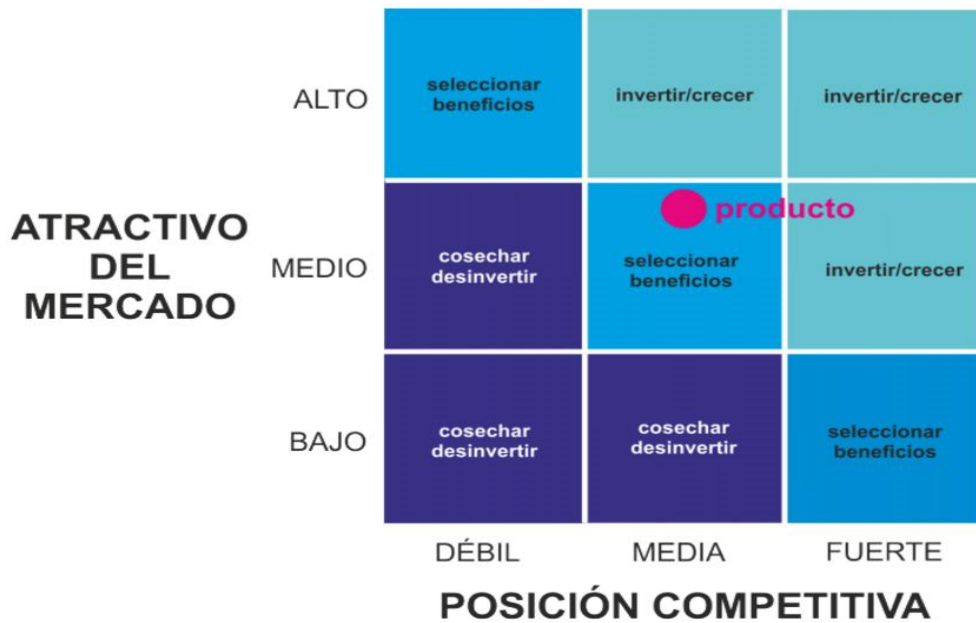 ALTO
seleccionar
beneficios
invertir/crecer
invertir/crecer
producto
ATRACTIVO
DEL
MERCADO
MEDIO
cosechar
desinvertir
seleccionar
beneficios
invertir/crecer
BAJO
cosechar
desinvertir
cosechar
desinvertir
seleccionar
beneficios
DÉBIL
MEDIA
FUERTE
POSICIÓN COMPETITIVA